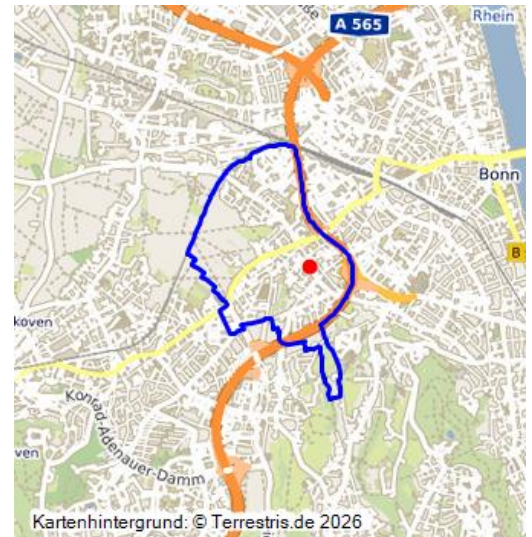 Rhein
A 565
Bonn
B
koven
Konrad-Adenauer-Damm
ven
Kartenhintergrund: © Terrestris.de 2026